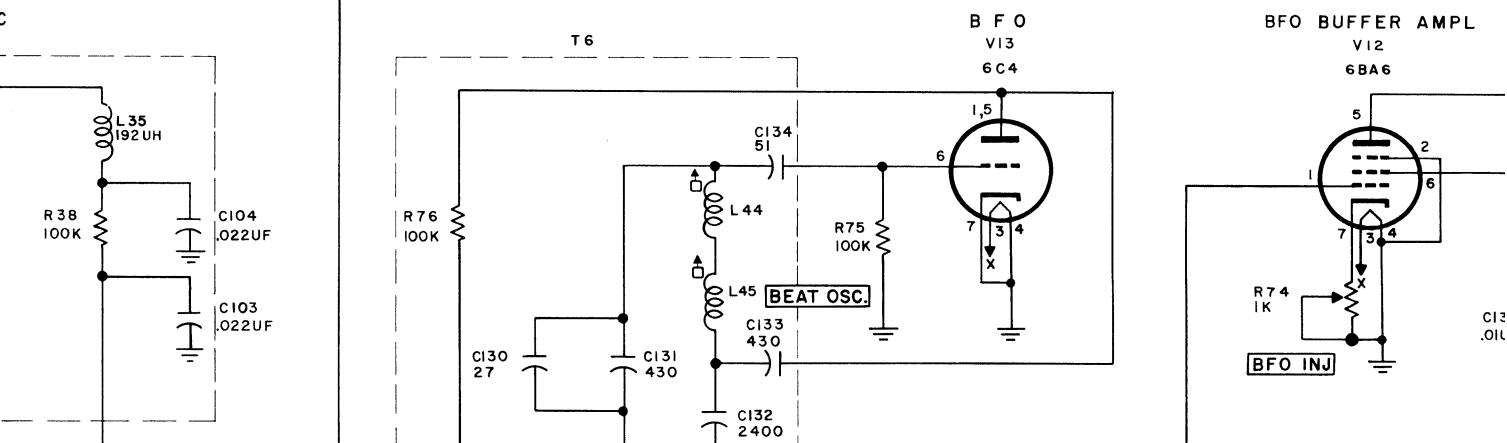 C
L35
192UH
R38
100K
C104
.022UF
C103
.022UF
T6
R76
100K
C130
27
C131
430
C132
2400
L44
L45
BEAT OSC.
C133
430
C134
51
R75
100K
B F O
V13
6C4
1,5
6
7
3
4
X
BFO BUFFER AMPL
V12
6BA6
5
2
1
6
7
3
4
X
R74
1K
BFO INJ
C13
.01U